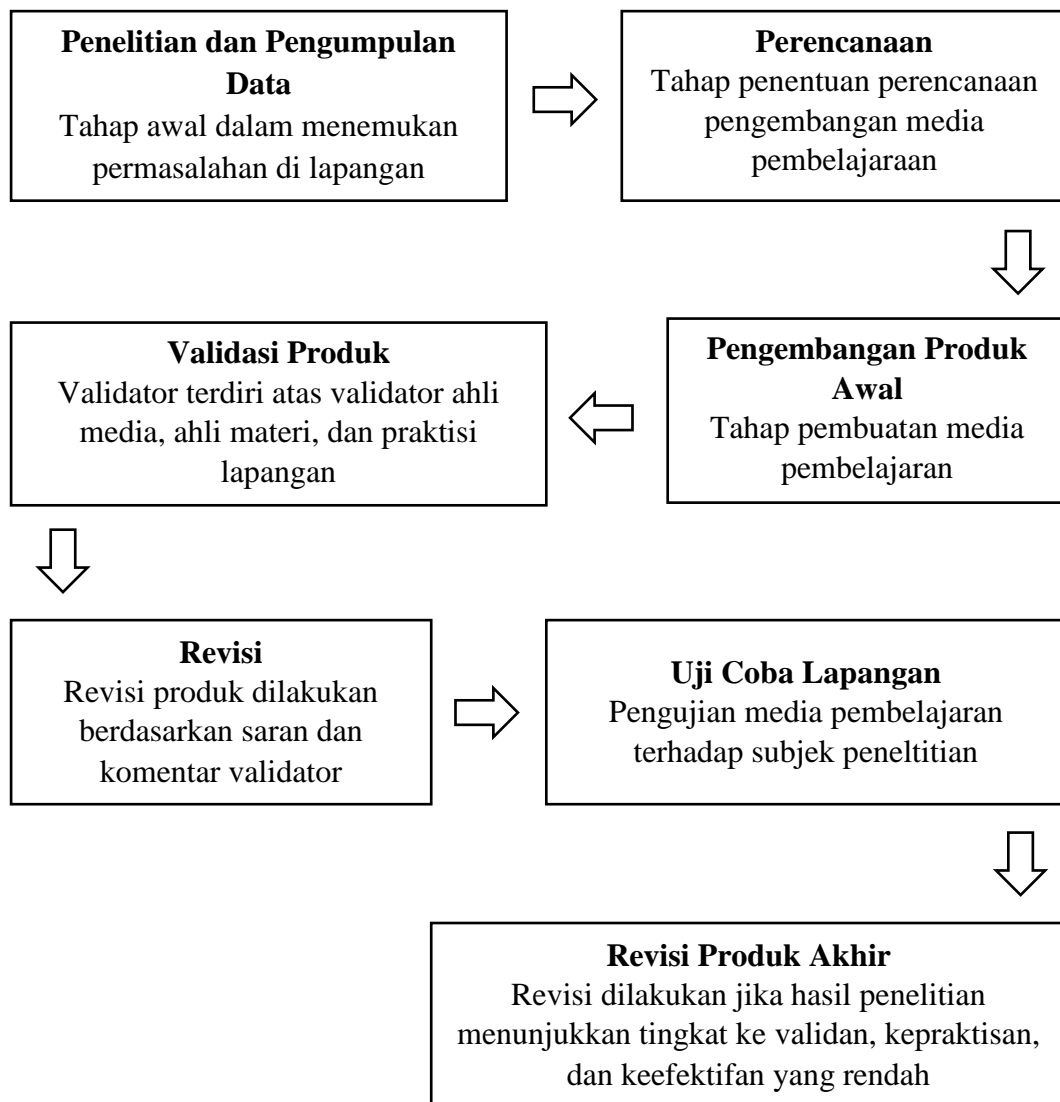 Penelitian dan Pengumpulan
Data
Tahap awal dalam menemukan
permasalahan di lapangan
Perencanaan
Tahap penentuan perencanaan
pengembangan media
pembelajaraan
Pengembangan Produk
Awal
Tahap pembuatan media
pembelajaran
Validasi Produk
Validator terdiri atas validator ahli
media, ahli materi, dan praktisi
lapangan
Revisi
Revisi produk dilakukan
berdasarkan saran dan
komentar validator
Uji Coba Lapangan
Pengujian media pembelajaran
terhadap subjek peneltitian
Revisi Produk Akhir
Revisi dilakukan jika hasil penelitian
menunjukkan tingkat ke validan, kepraktisan,
dan keefektifan yang rendah